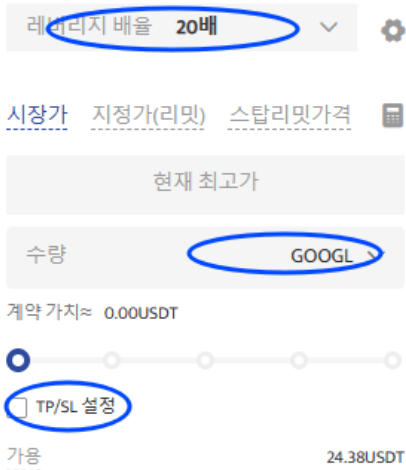 레버리지 배율 20배
시장가 지정가(리밋) 스탑리밋가격
현재 최고가
수량 GOOGL
계약 가치≈ 0.00USDT
TP/SL 설정
가용 24.38USDT